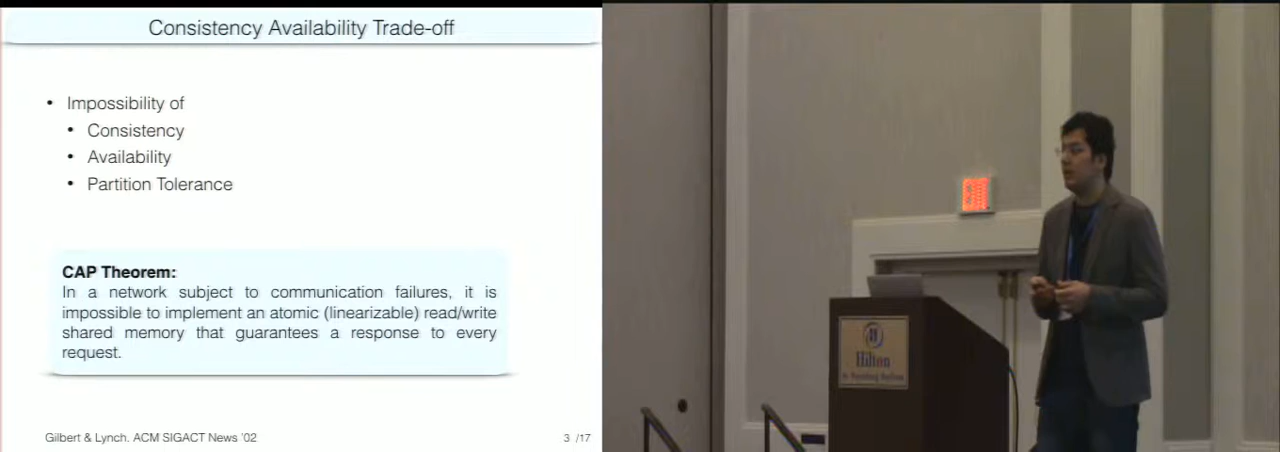 Consistency Availability Trade-off
• Impossibility of
• Consistency
• Availability
• Partition Tolerance
CAP Theorem:
In a network subject to communication failures, it is
impossible to implement an atomic (linearizable) read/write
shared memory that guarantees a response to every
request.
Gilbert & Lynch. ACM SIGACT News '02
3 /17
Hilton